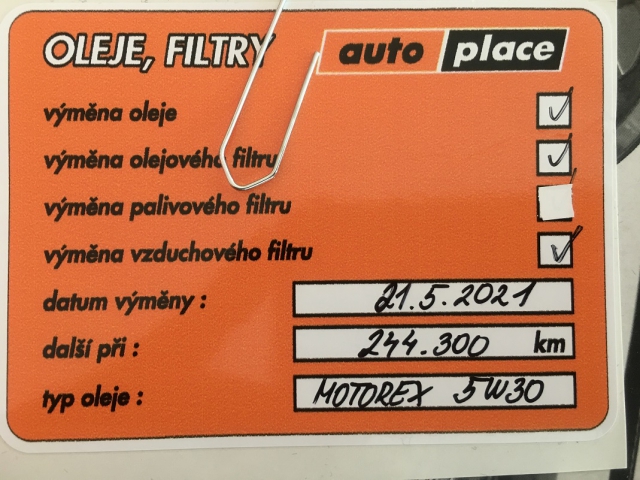 OLEJE, FILTRY auto place
výměna oleje
výměna olejového filtru
výměna palivového filtru
výměna vzduchového filtru
datum výměny : 21.5.2021
další při : 244.300 km
typ oleje : MOTOREX 5W30